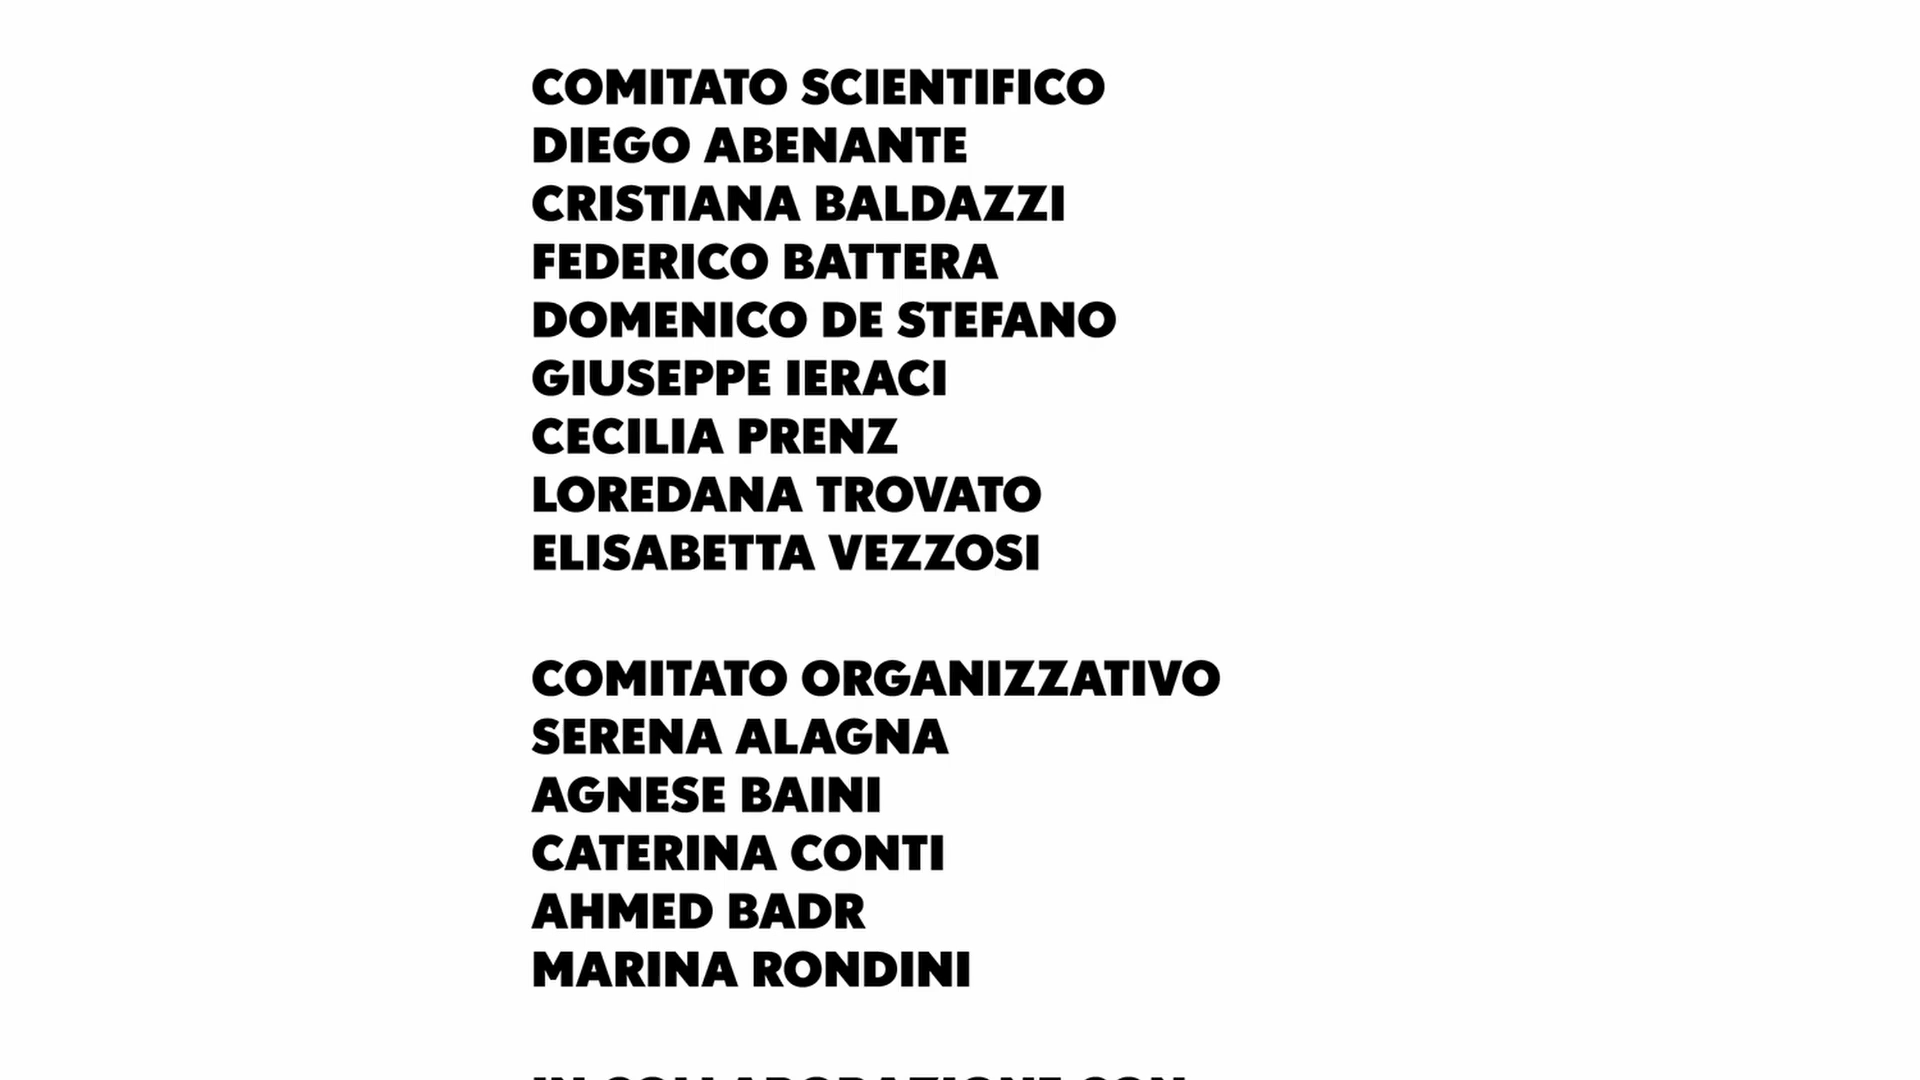 COMITATO SCIENTIFICO
DIEGO ABENANTE
CRISTIANA BALDAZZI
FEDERICO BATTERA
DOMENICO DE STEFANO
GIUSEPPE IERACI
CECILIA PRENZ
LOREDANA TROVATO
ELISABETTA VEZZOSI
COMITATO ORGANIZZATIVO
SERENA ALAGNA
AGNESE BAINI
CATERINA CONTI
AHMED BADR
MARINA RONDINI